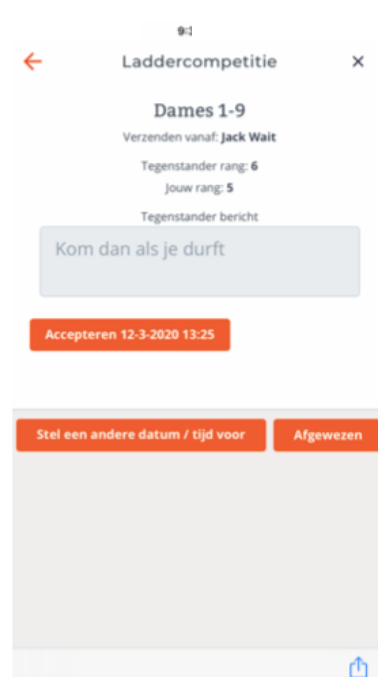 Laddercompetitie
Dames 1-9
Verzenden vanaf: Jack Wait
Tegenstander rang: 6
Jouw rang: 5
Tegenstander bericht
Kom dan als je durft
Accepteren 12-3-2020 13:25
Stel een andere datum / tijd voor
Afgewezen